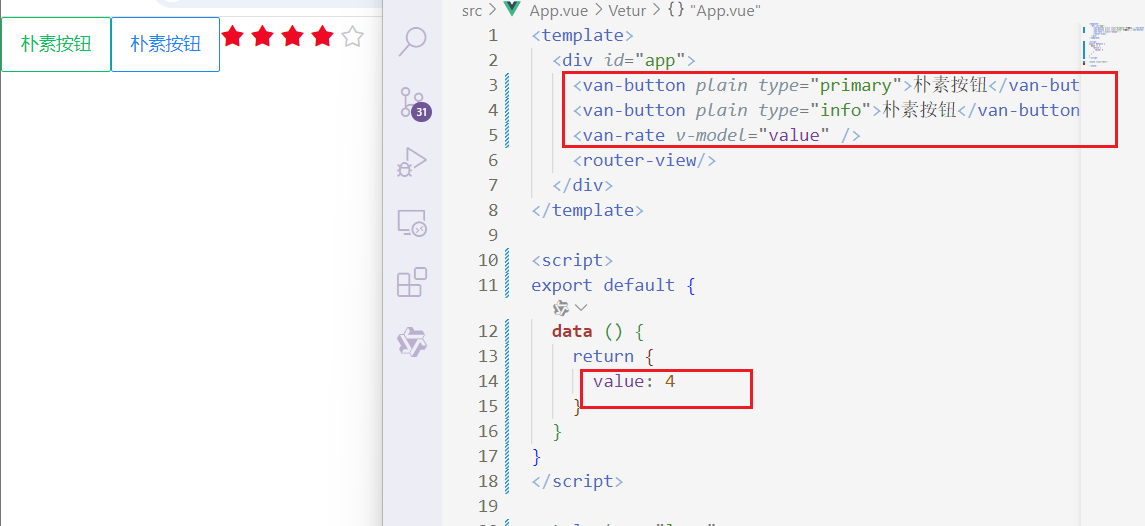 朴素按钮 朴素按钮
src > App.vue > Vetur > {} "App.vue"
31
1 <template>
2 <div id="app">
3 <van-button plain type="primary">朴素按钮</van-but
4 <van-button plain type="info">朴素按钮</van-button
5 <van-rate v-model="value" />
6 <router-view/>
7 </div>
8 </template>
9
10 <script>
11 export default {
12 data () {
13 return {
14 value: 4
15 }
16 }
17 }
18 </script>
19